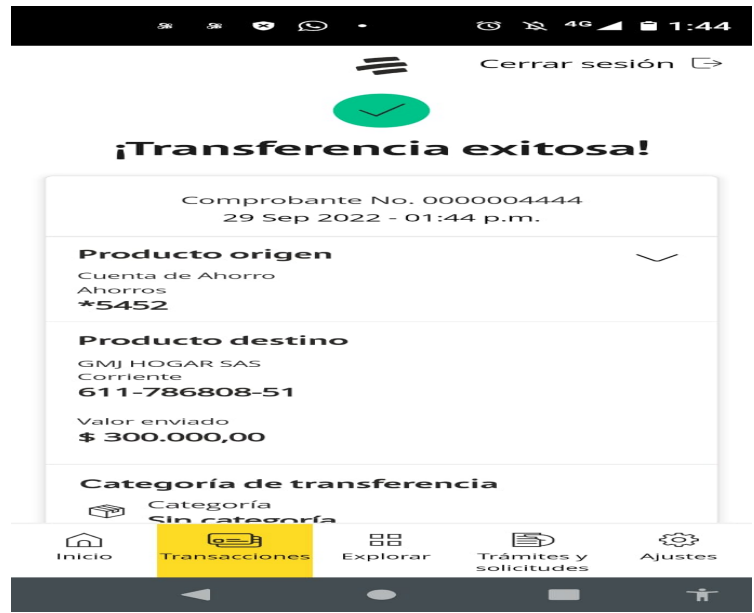 4G 1:44
Cerrar sesión
¡Transferencia exitosa!
Comprobante No. 0000004444
29 Sep 2022 - 01:44 p.m.
Producto origen
Cuenta de Ahorro
Ahorros
*5452
Producto destino
GMJ HOGAR SAS
Corriente
611-786808-51
Valor enviado
$ 300.000,00
Categoría de transferencia
Categoría
Sin categoría
Inicio
Transacciones
Explorar
Trámites y
solicitudes
Ajustes